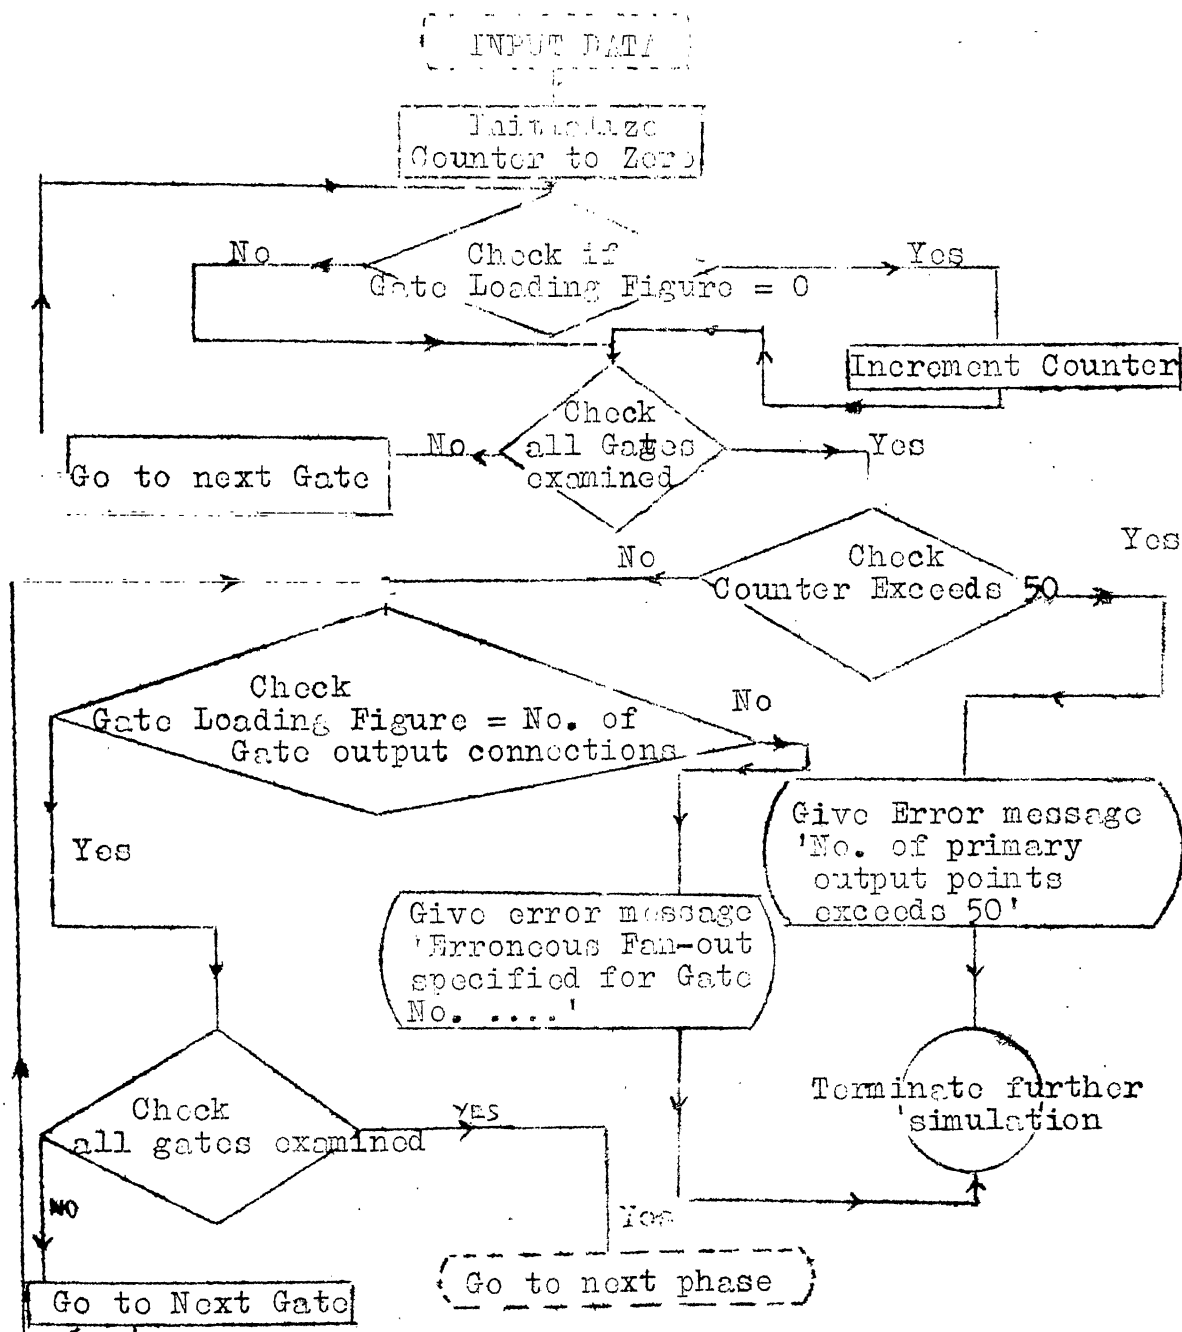 INPUT DATA
Initialize
Counter to Zero
No
Check if
Gate Loading Figure = 0
Yes
Increment Counter
Check
all Gates
examined
No
Yes
Go to next Gate
No
Check
Counter Exceeds 50
Yes
Check
Gate Loading Figure = No. of
Gate output connections
No
Yes
Give Error message
'No. of primary
output points
exceeds 50'
Give error message
'Erroneous Fan-out
specified for Gate
No. ....'
Terminate further
simulation
Check
all gates examined
YES
NO
Yes
Go to next phase
Go to Next Gate